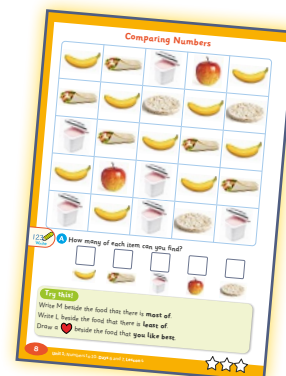 Comparing Numbers
123
Write
A How many of each item can you find?
Try this!
Write M beside the food that there is most of.
Write L beside the food that there is least of.
Draw a beside the food that you like best.
8